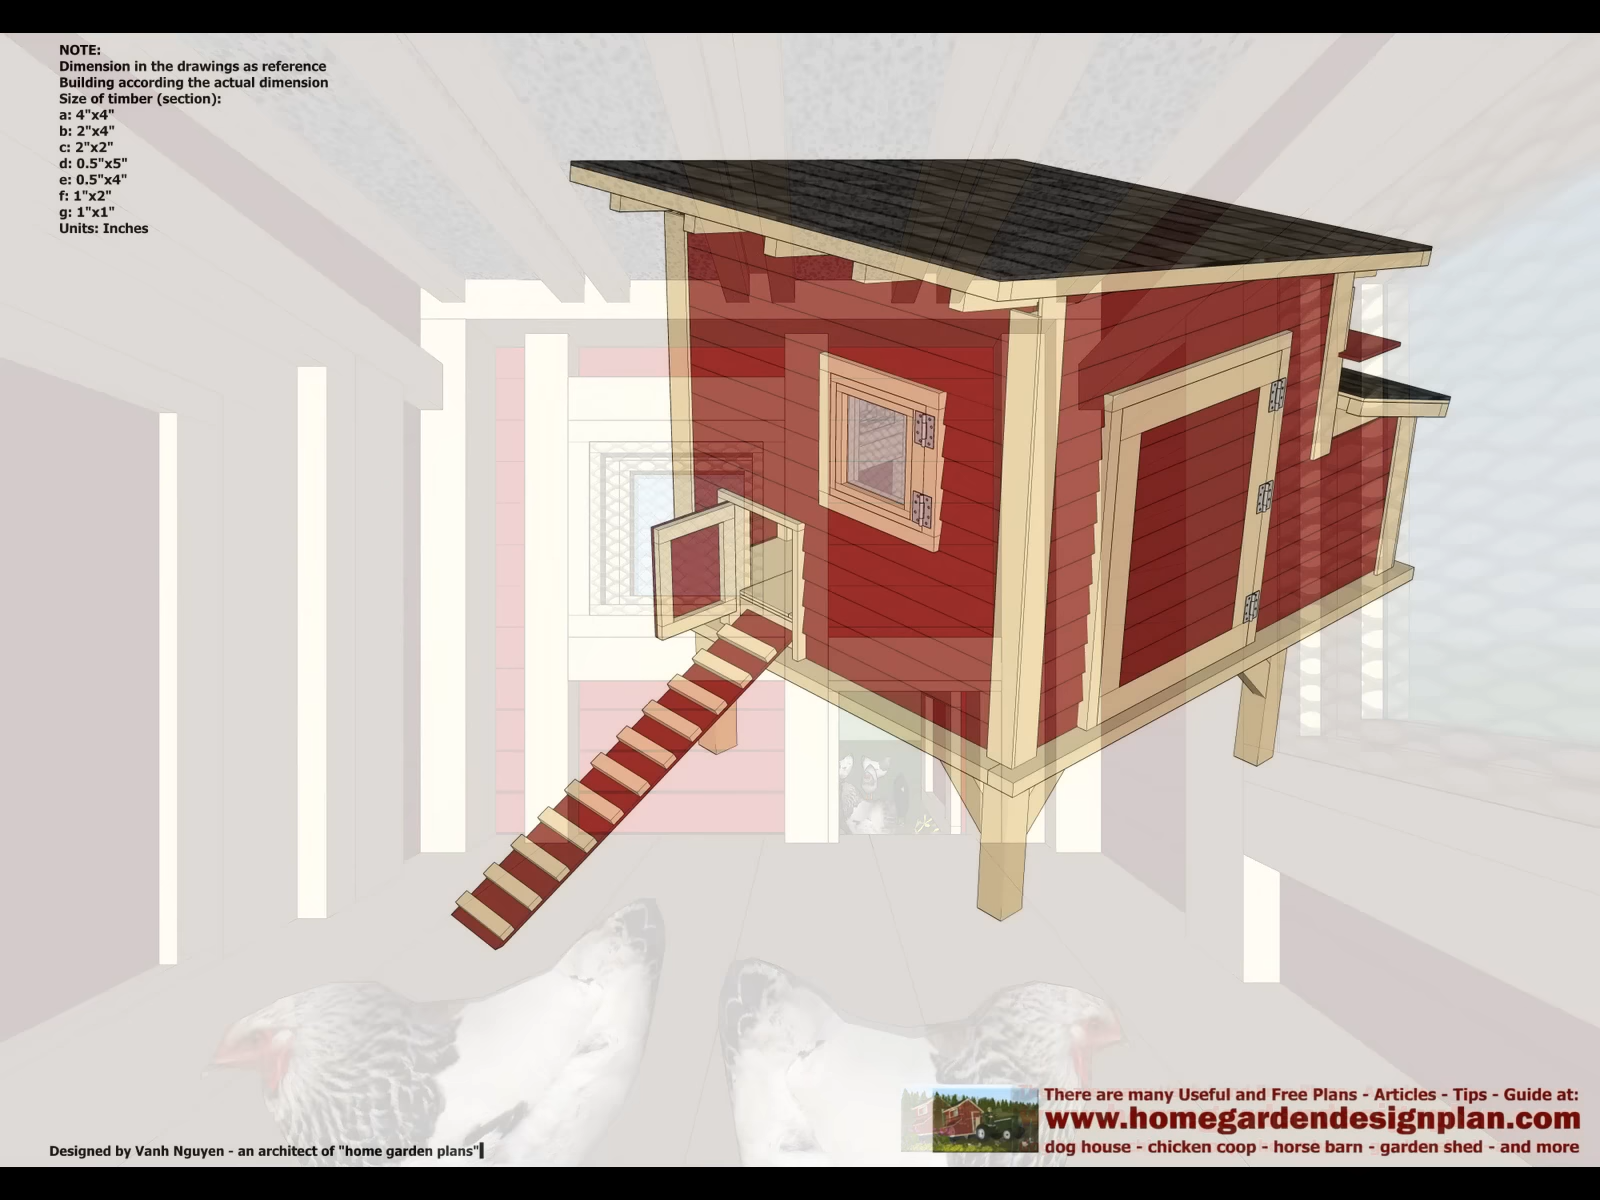 NOTE:
Dimension in the drawings as reference
Building according the actual dimension
Size of timber (section):
a: 4"x4"
b: 2"x4"
c: 2"x2"
d: 0.5"x5"
e: 0.5"x4"
f: 1"x2"
g: 1"x1"
Units: Inches
There are many Useful and Free Plans - Articles - Tips - Guide at:
www.homegardendesignplan.com
dog house - chicken coop - horse barn - garden shed - and more
Designed by Vanh Nguyen - an architect of "home garden plans"